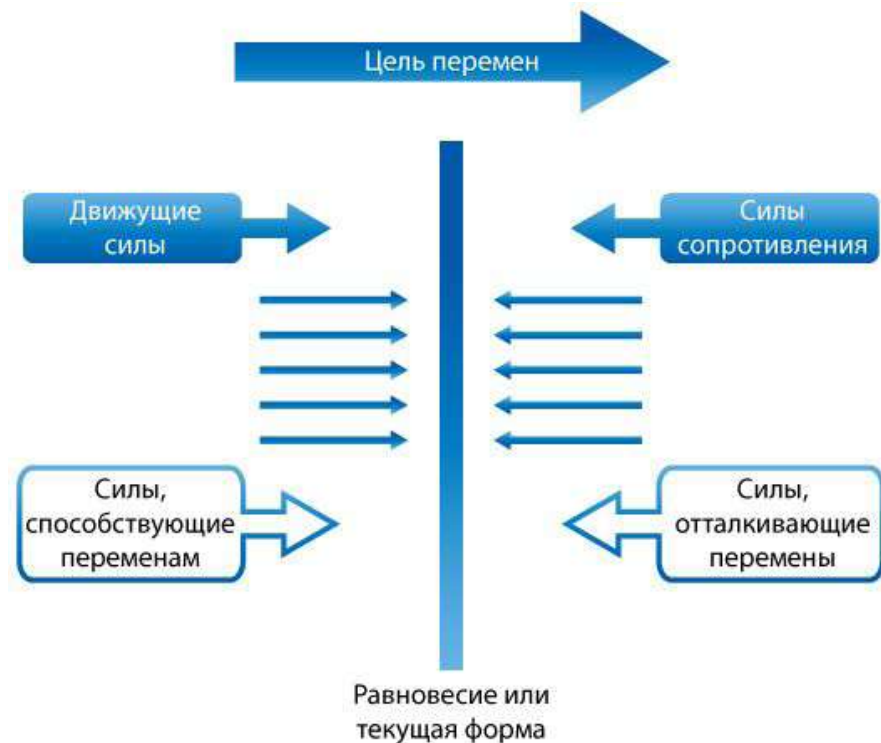 Цель перемен
Движущие
силы
Силы
сопротивления
Силы,
способствующие
переменам
Силы,
отталкивающие
перемены
Равновесие или
текущая форма